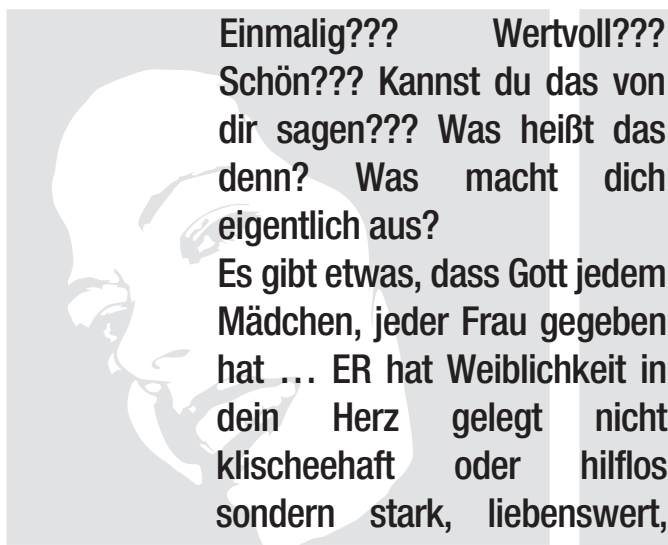 Einmalig??? Wertvoll???
Schön??? Kannst du das von
dir sagen??? Was heißt das
denn? Was macht dich
eigentlich aus?
Es gibt etwas, dass Gott jedem
Mädchen, jeder Frau gegeben
hat … ER hat Weiblichkeit in
dein Herz gelegt nicht
klischeehaft oder hilflos
sondern stark, liebenswert,